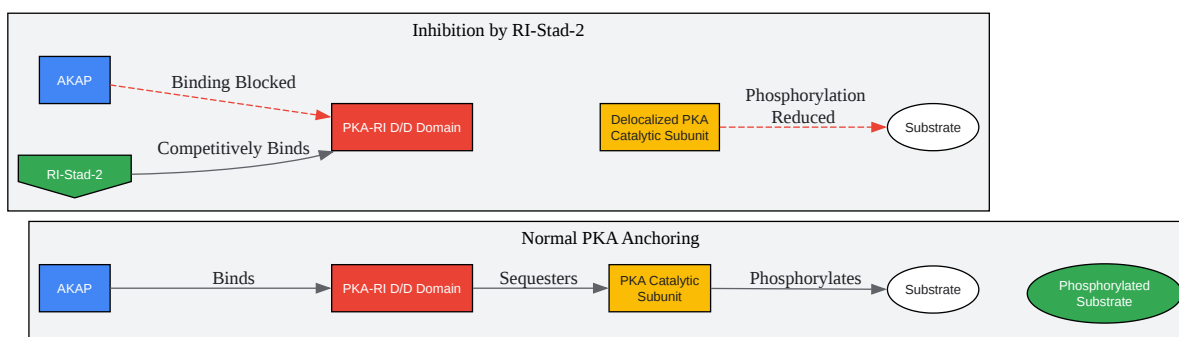 Inhibition by RI-Stad-2
AKAP
Binding Blocked
PKA-RI D/D Domain
Competitively Binds
RI-Stad-2
Delocalized PKA
Catalytic Subunit
Phosphorylation
Reduced
Substrate
Normal PKA Anchoring
AKAP
Binds
PKA-RI D/D Domain
Sequesters
PKA Catalytic
Subunit
Phosphorylates
Substrate
Phosphorylated
Substrate